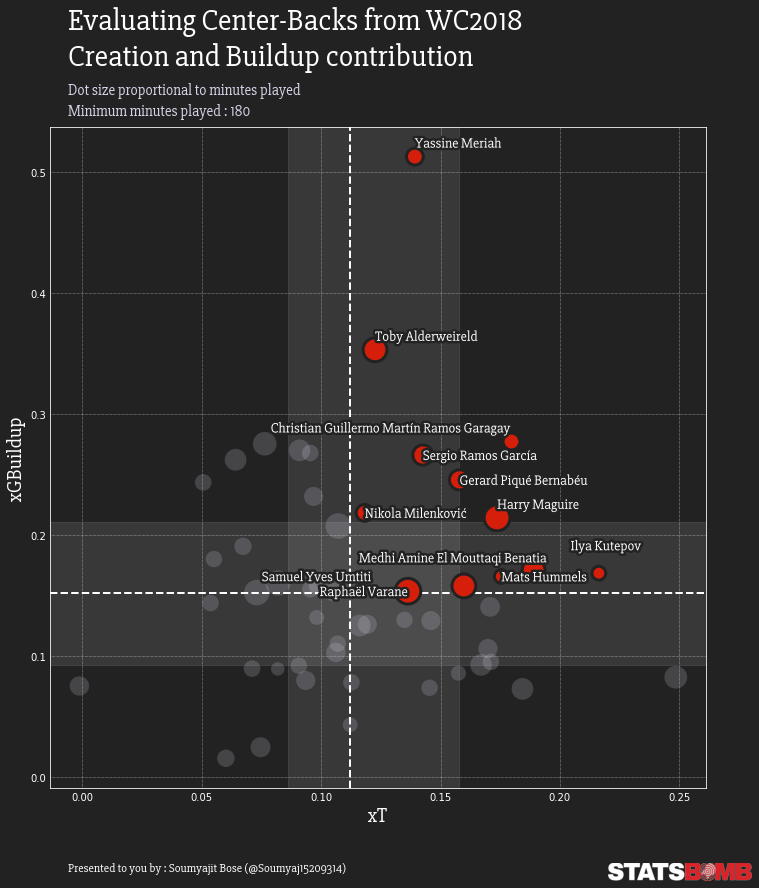 Evaluating Center-Backs from WC2018
Creation and Buildup contribution
Dot size proportional to minutes played
Minimum minutes played : 180
Yassine Meriah
0.5
0.4
Toby Alderweireld
0.3
Christian Guillermo Martín Ramos Garagay
Sergio Ramos García
Gerard Piqué Bernabéu
Harry Maguire
Nikola Milenković
xGBuildup
0.2
Ilya Kutepov
Medhi Amine El Mouttaqi Benatia
Samuel Yves Umtiti
Mats Hummels
Raphaël Varane
0.1
0.0
0.00 0.05 0.10 0.15 0.20 0.25
xT
Presented to you by : Soumyajit Bose (@Soumyaj15209314)
STATSBOMB